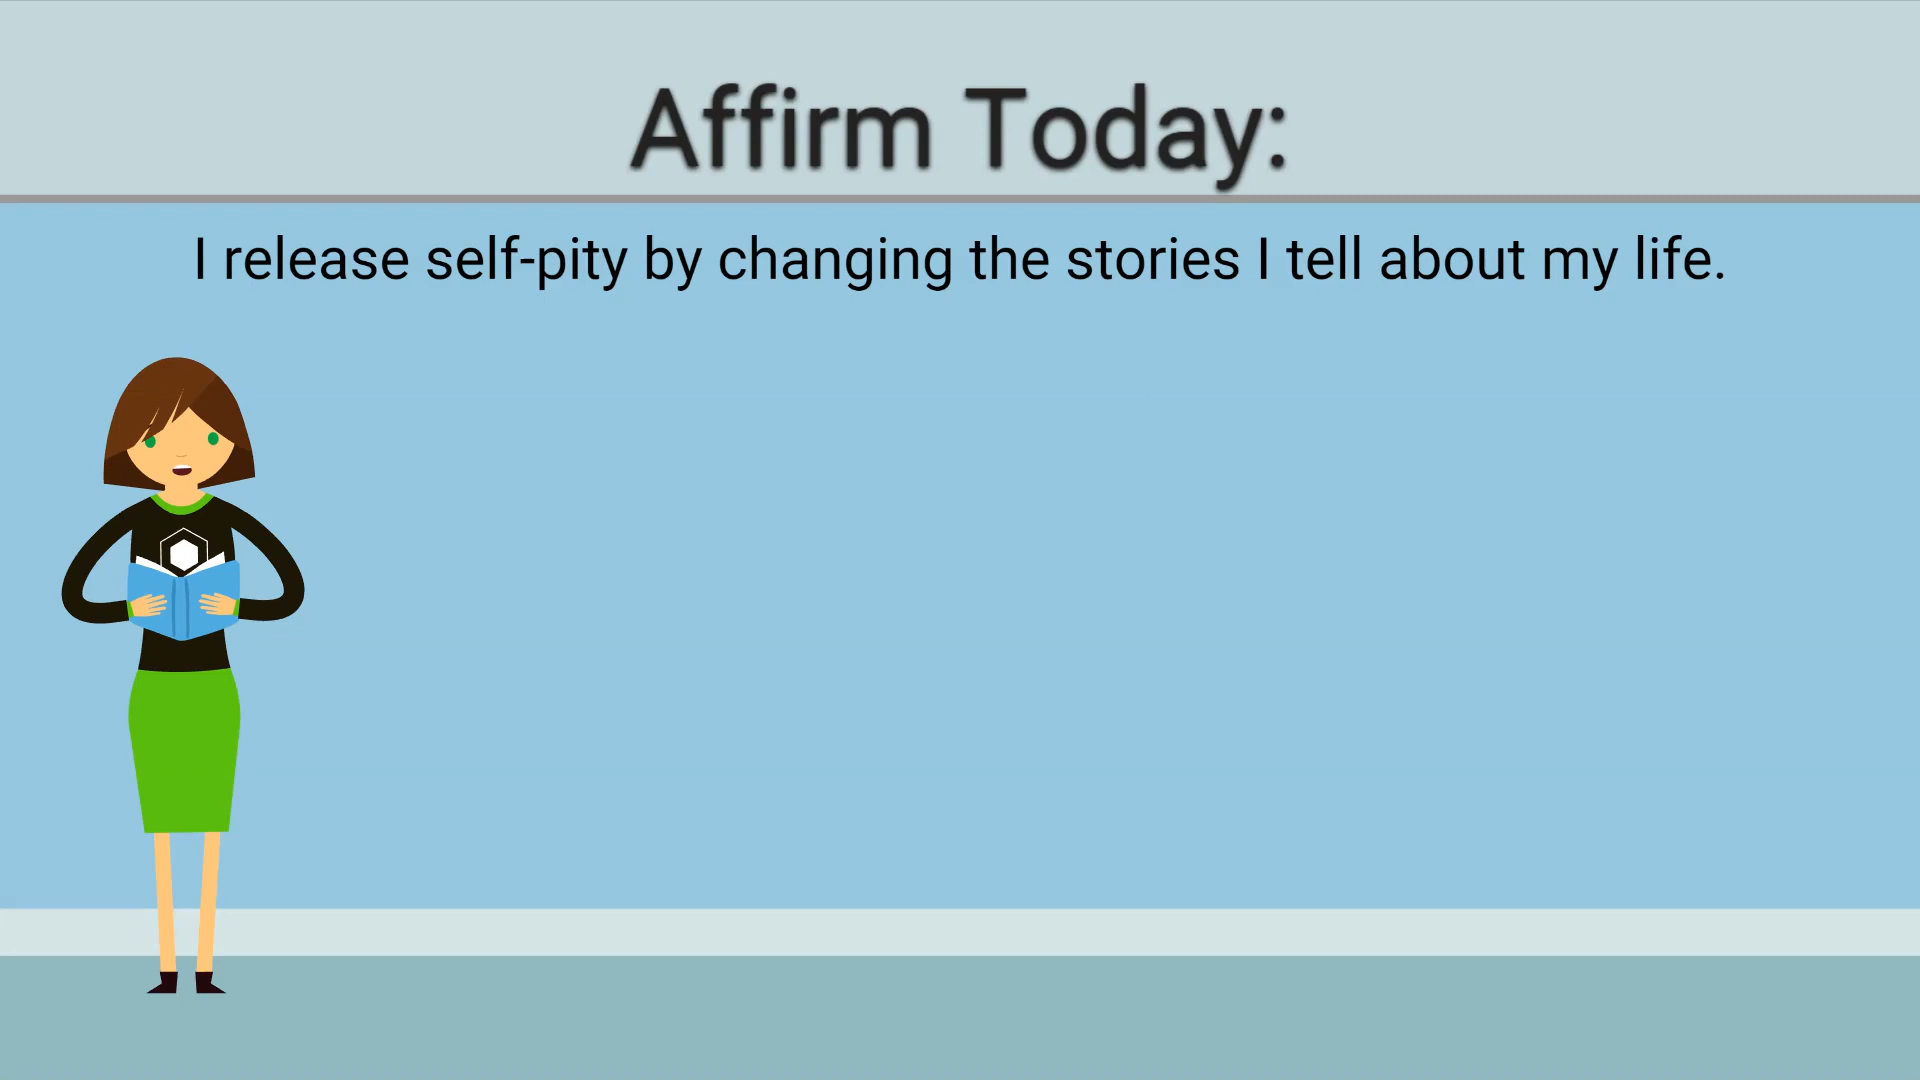 Affirm Today:
I release self-pity by changing the stories I tell about my life.